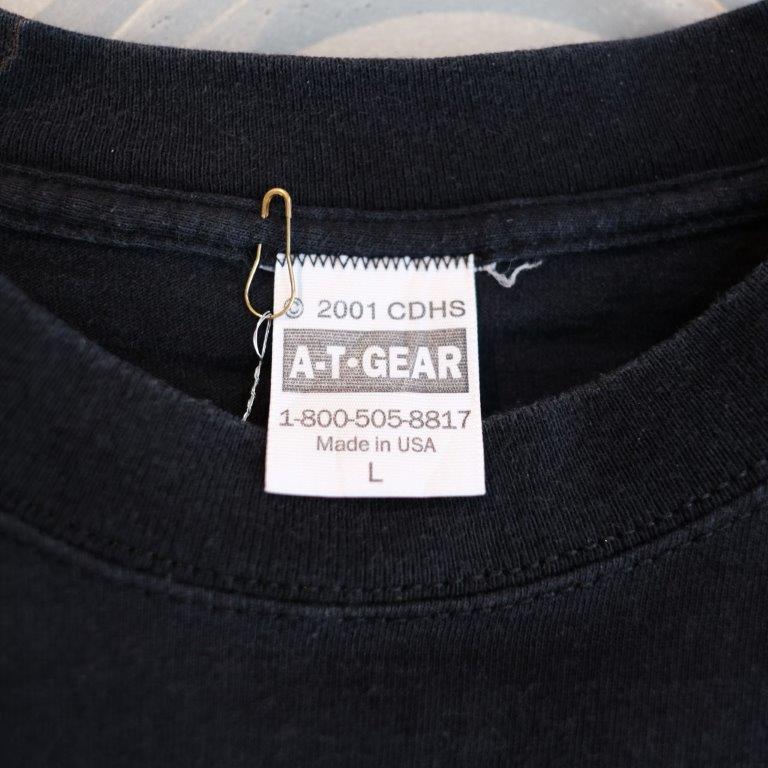 © 2001 CDHS
A·T·GEAR
1-800-505-8817
Made in USA
L